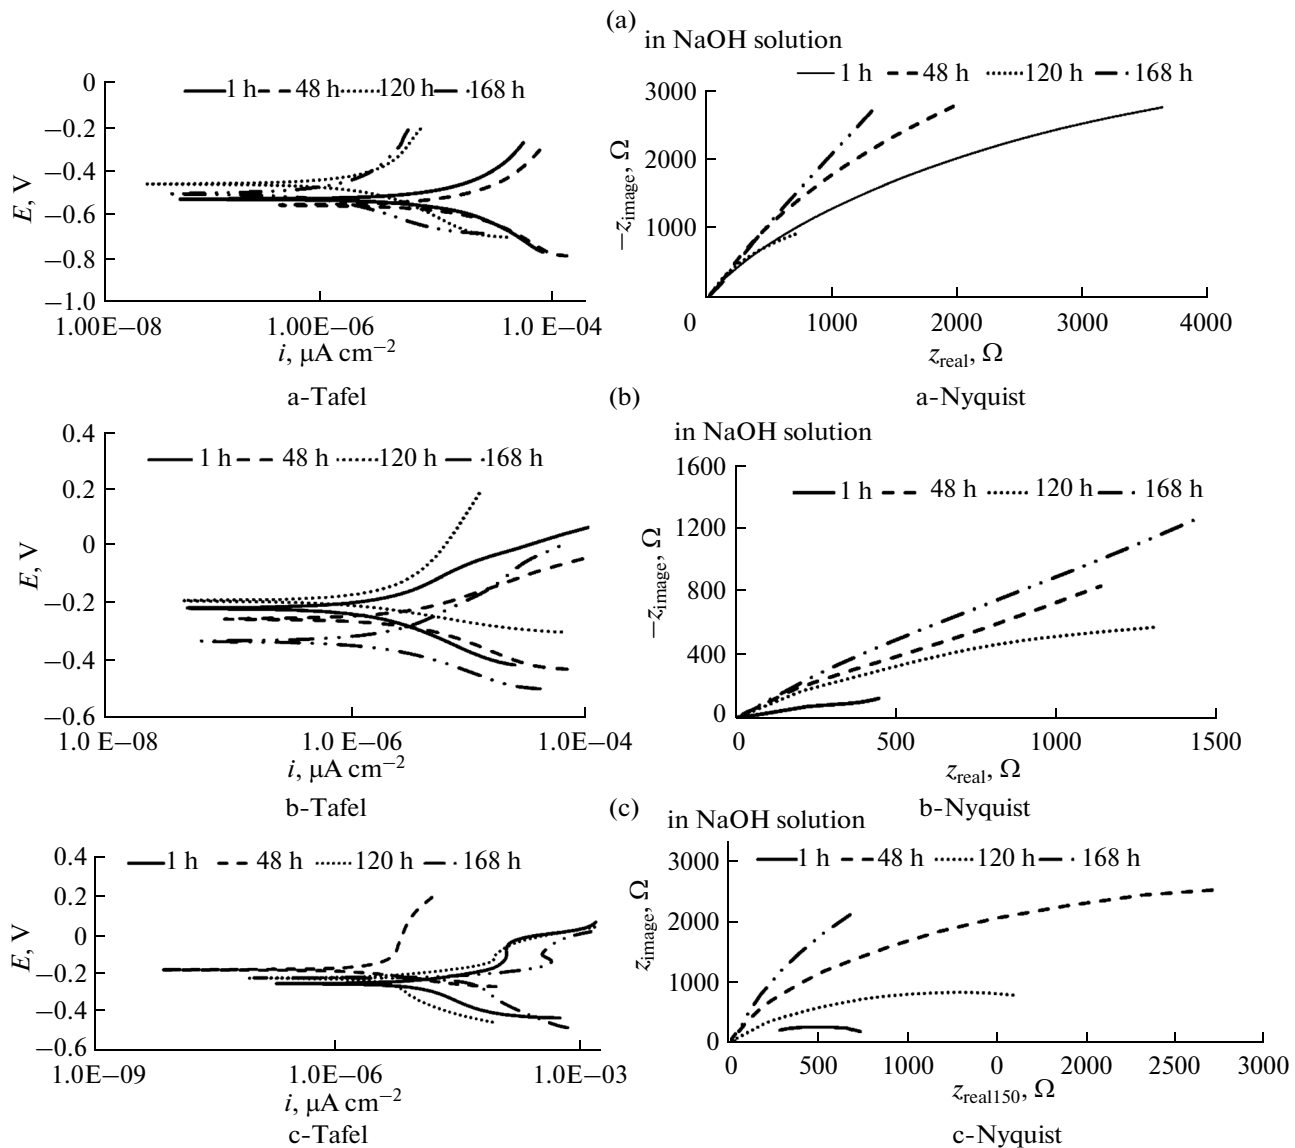 (a)
in NaOH solution
1 h 48 h 120 h 168 h
0
−0.2
−0.4
−0.6
−0.8
−1.0
E, V
1.00E−08 1.00E−06 1.0 E−04
i, µA cm−2
a-Tafel
1 h 48 h 120 h 168 h
3000
2000
1000
−zimage, Ω
0 1000 2000 3000 4000
zreal, Ω
a-Nyquist
(b)
in NaOH solution
1 h 48 h 120 h 168 h
0.4
0.2
0
−0.2
−0.4
−0.6
E, V
1.0 E−08 1.0 E−06 1.0 E−04
i, µA cm−2
b-Tafel
1 h 48 h 120 h 168 h
1600
1200
800
400
0
−zimage, Ω
0 500 1000 1500
zreal, Ω
b-Nyquist
(c)
in NaOH solution
1 h 48 h 120 h 168 h
0.4
0.2
0
−0.2
−0.4
−0.6
E, V
1.0E−09 1.0E−06 1.0E−03
i, µA cm−2
c-Tafel
1 h 48 h 120 h 168 h
3000
2000
1000
0
zimage, Ω
0 500 1000 0 2000 2500 3000
zreal150, Ω
c-Nyquist